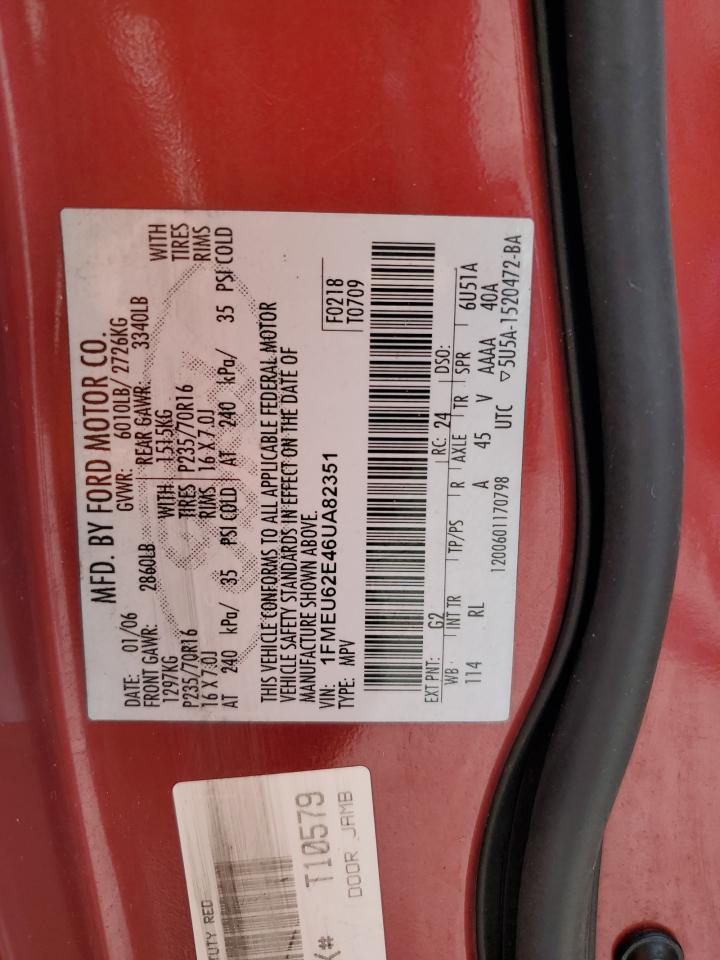 MFD. BY FORD MOTOR CO.
DATE: 01/06 GVWR: 6010LB/ 2726KG
FRONT GAWR: 2860LB REAR GAWR: 3340LB
1297KG WITH 1515KG WITH
P235/70R16 TIRES P235/70R16 TIRES
16 X 7.0J RIMS 16 X 7.0J RIMS
AT 240 kPa/ 35 PSI COLD AT 240 kPa/ 35 PSI COLD
THIS VEHICLE CONFORMS TO ALL APPLICABLE FEDERAL MOTOR
VEHICLE SAFETY STANDARDS IN EFFECT ON THE DATE OF
MANUFACTURE SHOWN ABOVE.
VIN: 1FMEU62E46UA82351 F0218
TYPE: MPV T0709
EXT PNT: G2 RC: 24 DSO:
WB INT TR TP/PS R AXLE TR SPR 6U51A
114 RL A 45 V AAAA 40A
1200601170798 UTC ▽5U5A-1520472-BA
RED
T10579
DOOR JAMB